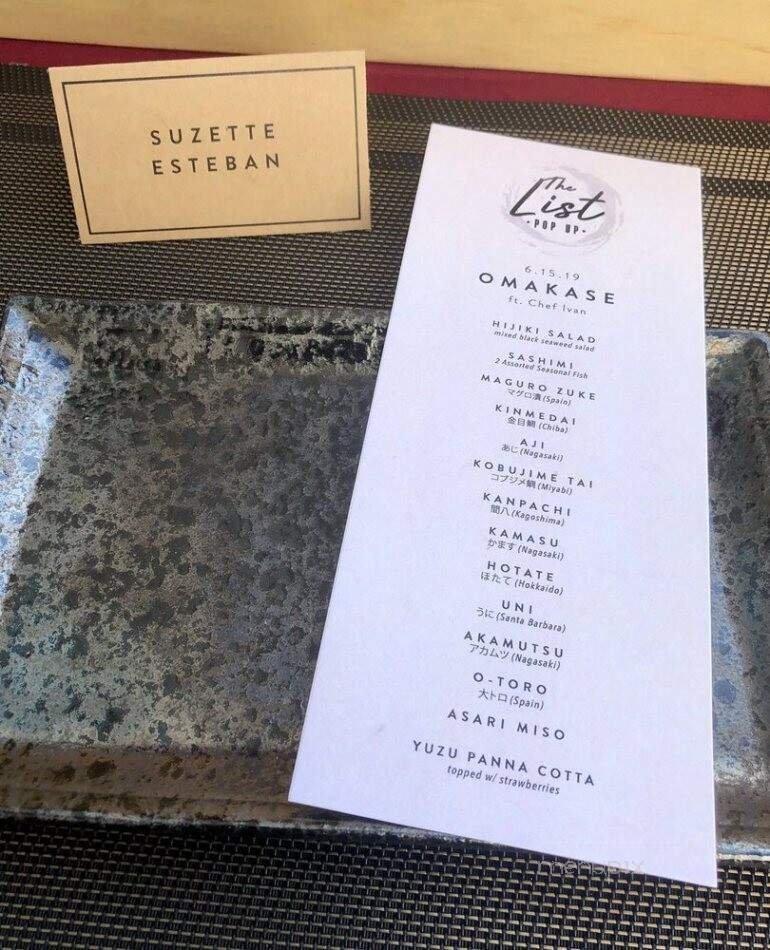 SUZETTE
ESTEBAN
The
List
·POP UP·
6.15.19
OMAKASE
ft. Chef Ivan
HIJIKI SALAD
mixed black seaweed salad
SASHIMI
2 Assorted Seasonal Fish
MAGURO ZUKE
マグロ漬 (Spain)
KINMEDAI
金目鯛 (Chiba)
AJI
あじ (Nagasaki)
KOBUJIME TAI
コブジメ鯛 (Miyabi)
KANPACHI
間八 (Kagoshima)
KAMASU
かます (Nagasaki)
HOTATE
ほたて (Hokkaido)
UNI
うに (Santa Barbara)
AKAMUTSU
アカムツ (Nagasaki)
O-TORO
大トロ (Spain)
ASARI MISO
YUZU PANNA COTTA
topped w/ strawberries
menupix